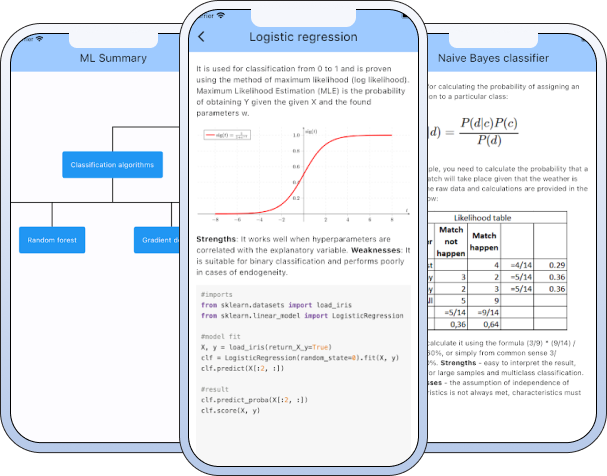 ML Summary
Classification algorithms
Random forest
Gradient
Logistic regression
It is used for classification from 0 to 1 and is proven
using the method of maximum likelihood (log likelihood).
Maximum Likelihood Estimation (MLE) is the probability
of obtaining Y given the given X and the found
parameters w.
sig(t)
1.0
0.8
0.6
0.4
0.2
-8 -6 -4 -2 2 4 6 8
t
Strengths: It works well when hyperparameters are
correlated with the explanatory variable. Weaknesses: It
is suitable for binary classification and performs poorly
in cases of endogeneity.
#imports
from sklearn.datasets import load_iris
from sklearn.linear_model import LogisticRegression
#model fit
X, y = load_iris(return_X_y=True)
clf = LogisticRegression(random_state=0).fit(X, y)
clf.predict(X[:2, :])
#result
clf.predict_proba(X[:2, :])
clf.score(X, y)
Naive Bayes classifier
for calculating the probability of assigning an
on to a particular class:
d) = P(d|c)P(c)
P(d)
ple, you need to calculate the probability that a
atch will take place given that the weather is
he raw data and calculations are provided in the
ow:
Likelihood table
Match not happen Match happen
4 =4/14 0.29
3 2 =5/14 0.36
2 3 =5/14 0.36
5 9
=5/14 =9/14
0,36 0,64
calculate it using the formula (3/9) * (9/14) /
60%, or simply from common sense 3/
%. Strengths - easy to interpret the result,
or large samples and multiclass classification.
sses - the assumption of independence of
ristics is not always met, characteristics must